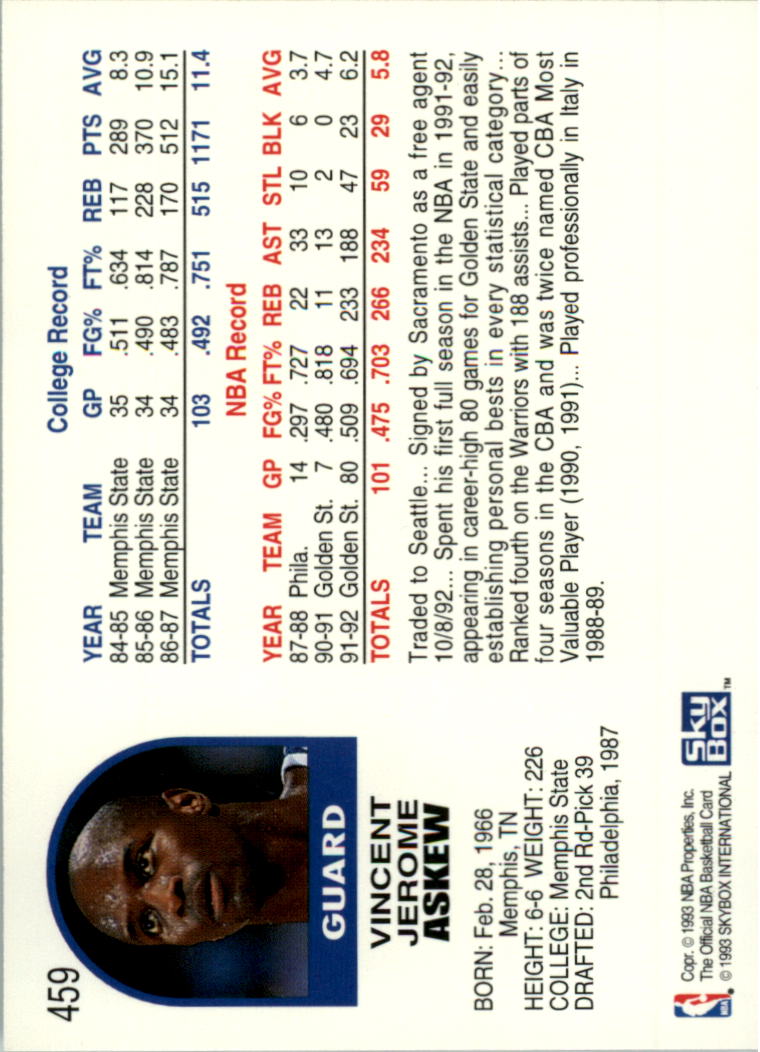 459
GUARD
VINCENT
JEROME
ASKEW
BORN: Feb. 28, 1966
Memphis, TN
HEIGHT: 6-6 WEIGHT: 226
COLLEGE: Memphis State
DRAFTED: 2nd Rd-Pick 39
Philadelphia, 1987
College Record
YEAR TEAM GP FG% FT% REB PTS AVG
84-85 Memphis State 35 .511 .634 117 289 8.3
85-86 Memphis State 34 .490 .814 228 370 10.9
86-87 Memphis State 34 .483 .787 170 512 15.1
TOTALS 103 .492 .751 515 1171 11.4
NBA Record
YEAR TEAM GP FG% FT% REB AST STL BLK AVG
87-88 Phila. 14 .297 .727 22 33 10 6 3.7
90-91 Golden St. 7 .480 .818 11 13 2 0 4.7
91-92 Golden St. 80 .509 .694 233 188 47 23 6.2
TOTALS 101 .475 .703 266 234 59 29 5.8
Traded to Seattle... Signed by Sacramento as a free agent
10/8/92... Spent his first full season in the NBA in 1991-92,
appearing in career-high 80 games for Golden State and easily
establishing personal bests in every statistical category...
Ranked fourth on the Warriors with 188 assists... Played parts of
four seasons in the CBA and was twice named CBA Most
Valuable Player (1990, 1991)... Played professionally in Italy in
1988-89.
NBA
Copr. © 1993 NBA Properties, Inc.
The Official NBA Basketball Card
© 1993 SKYBOX INTERNATIONAL
Sky
BOX™